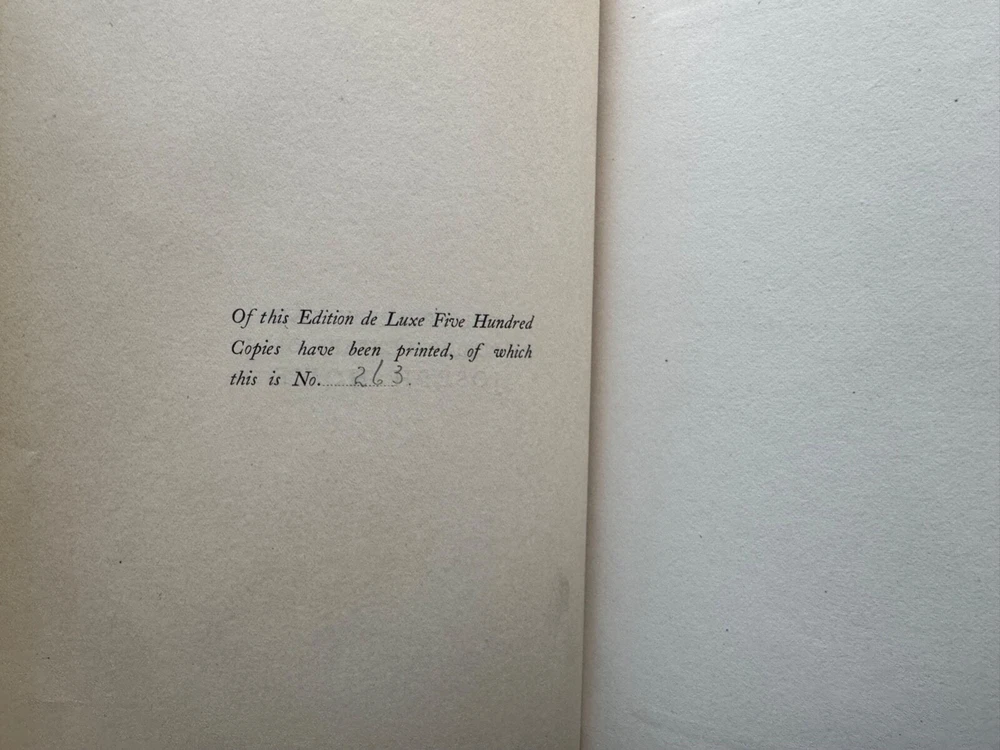 Of this Edition de Luxe Five Hundred
Copies have been printed, of which
this is No. 263.